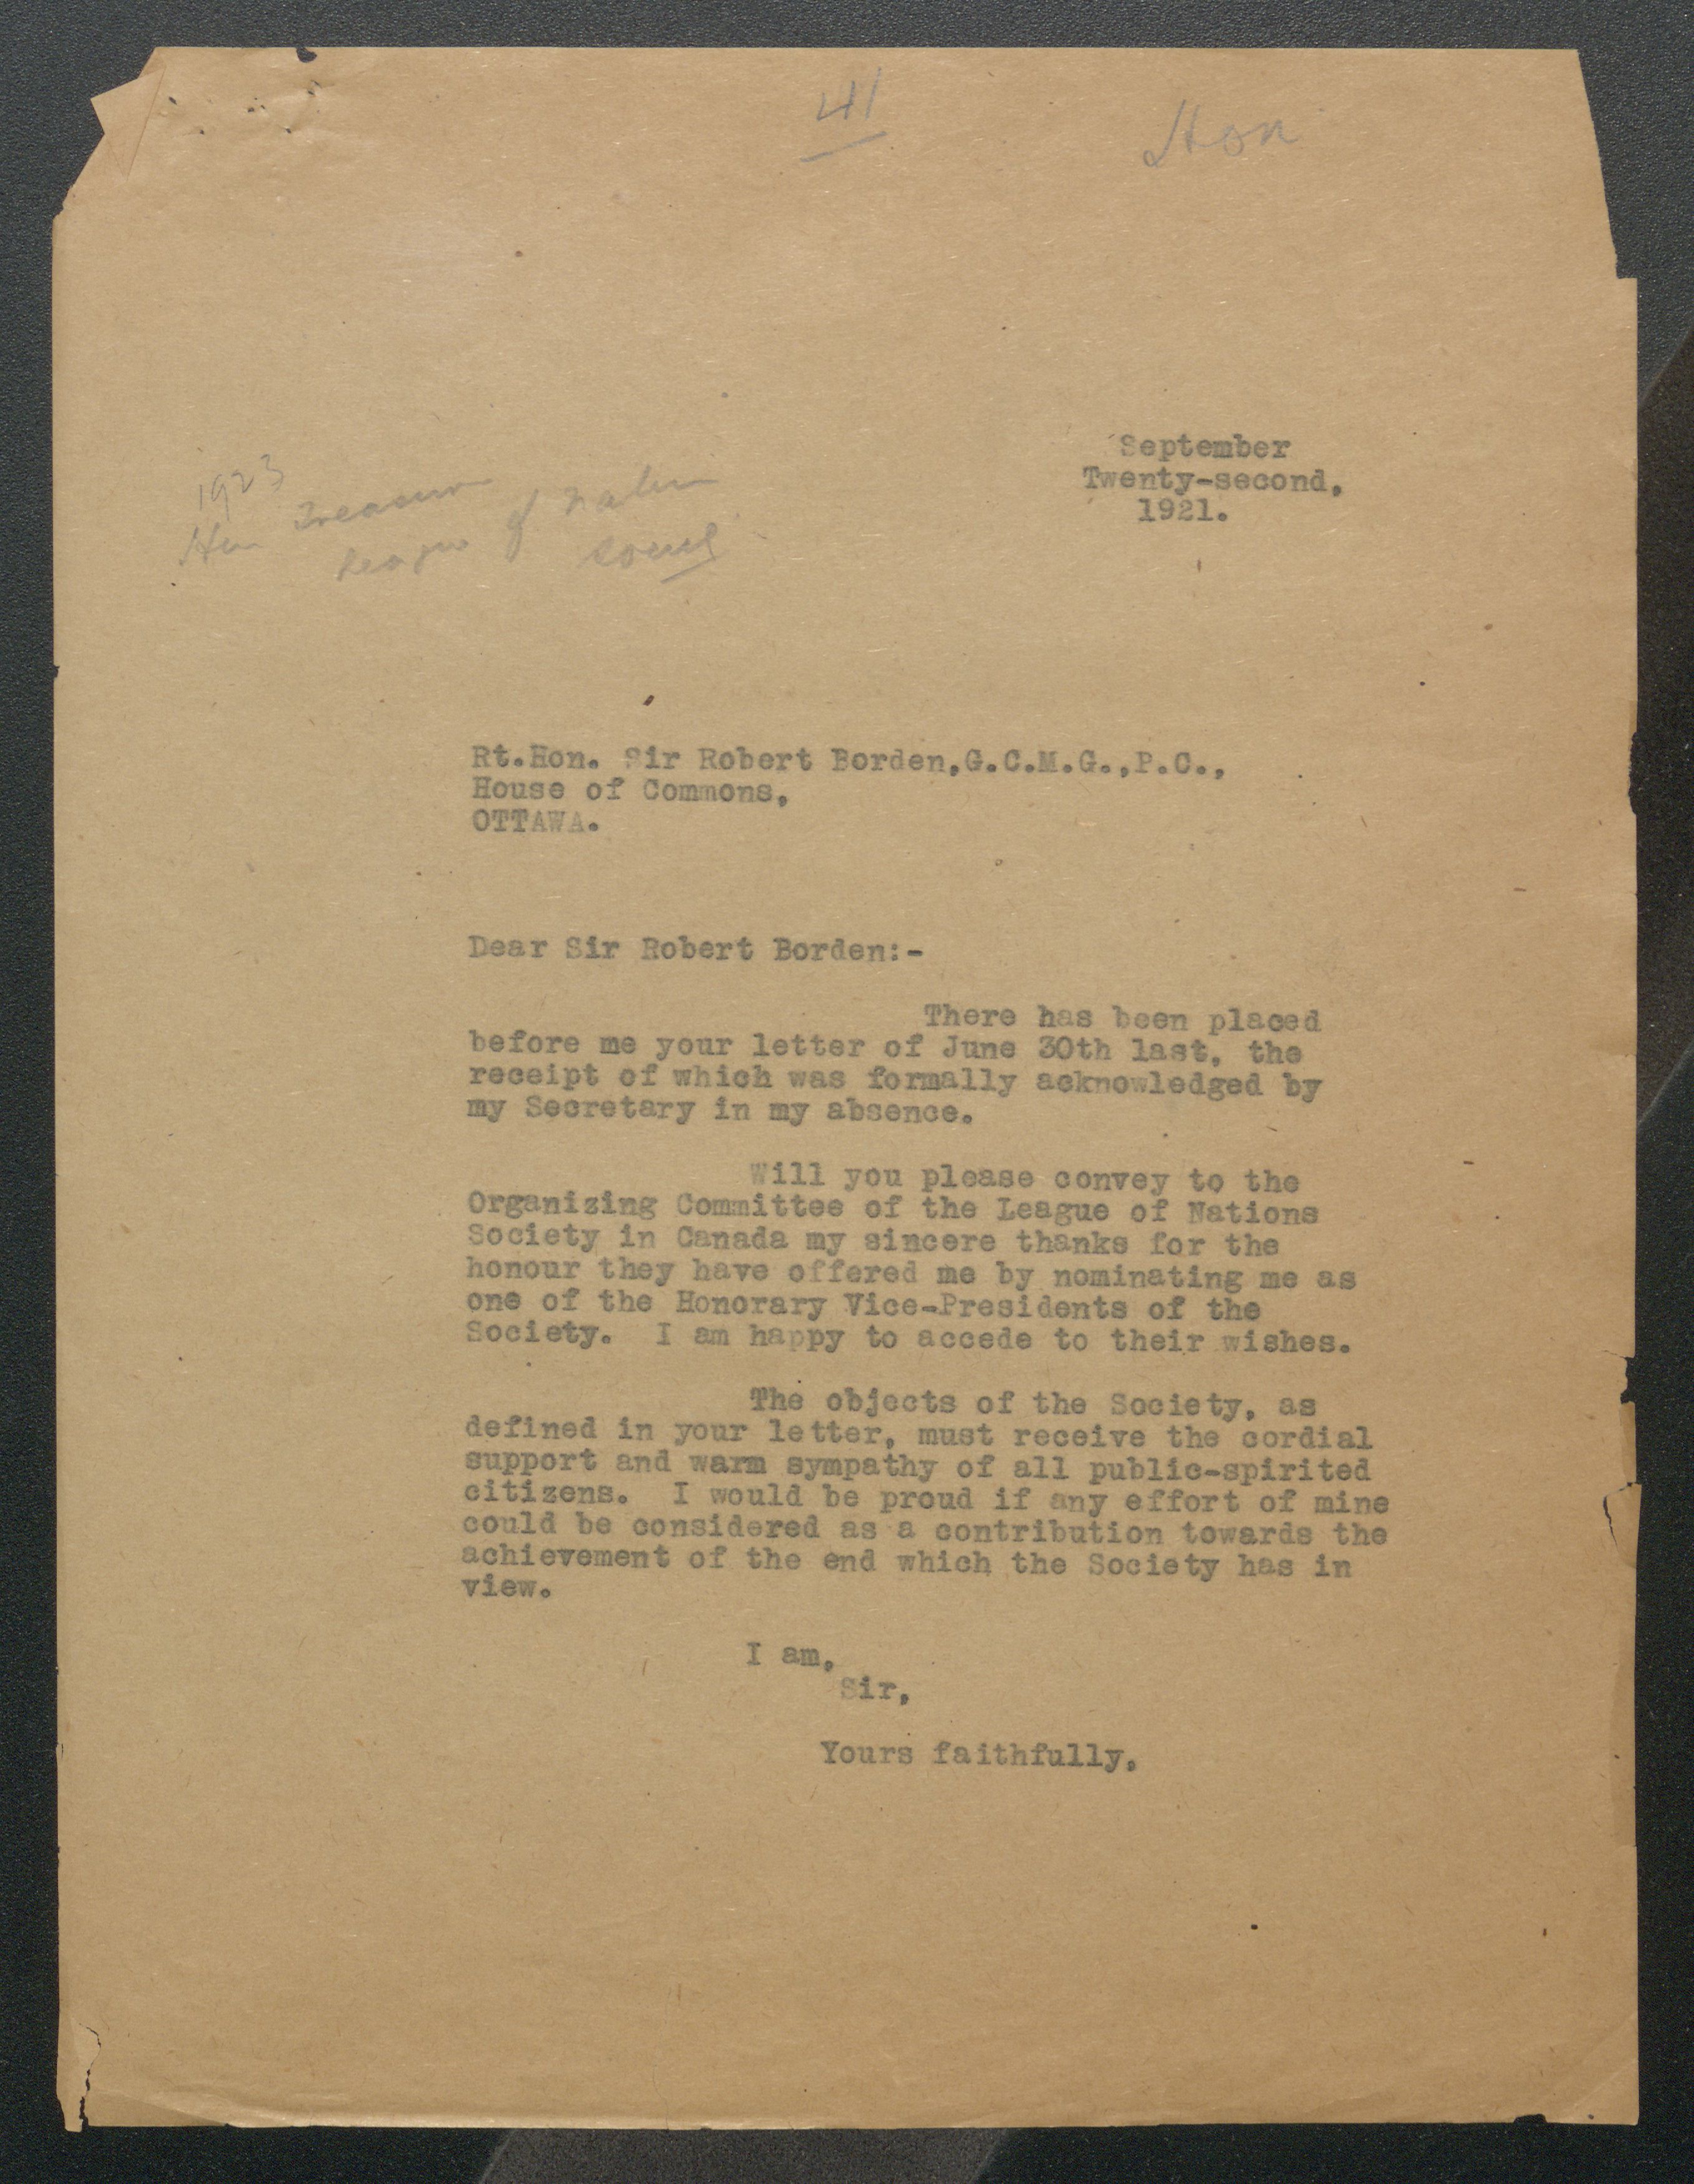 41
Hon
September
Twenty-second,
1921.
1923
Hon Treasurer
League of Nations
Rt.Hon. Sir Robert Borden,G.C.M.G.,P.C.,
House of Commons,
OTTAWA.
Dear Sir Robert Borden:-
There has been placed
before me your letter of June 30th last, the
receipt of which was formally acknowledged by
my Secretary in my absence.
Will you please convey to the
Organizing Committee of the League of Nations
Society in Canada my sincere thanks for the
honour they have offered me by nominating me as
one of the Honorary Vice-Presidents of the
Society. I am happy to accede to their wishes.
The objects of the Society, as
defined in your letter, must receive the cordial
support and warm sympathy of all public-spirited
citizens. I would be proud if any effort of mine
could be considered as a contribution towards the
achievement of the end which the Society has in
view.
I am,
Sir,
Yours faithfully,